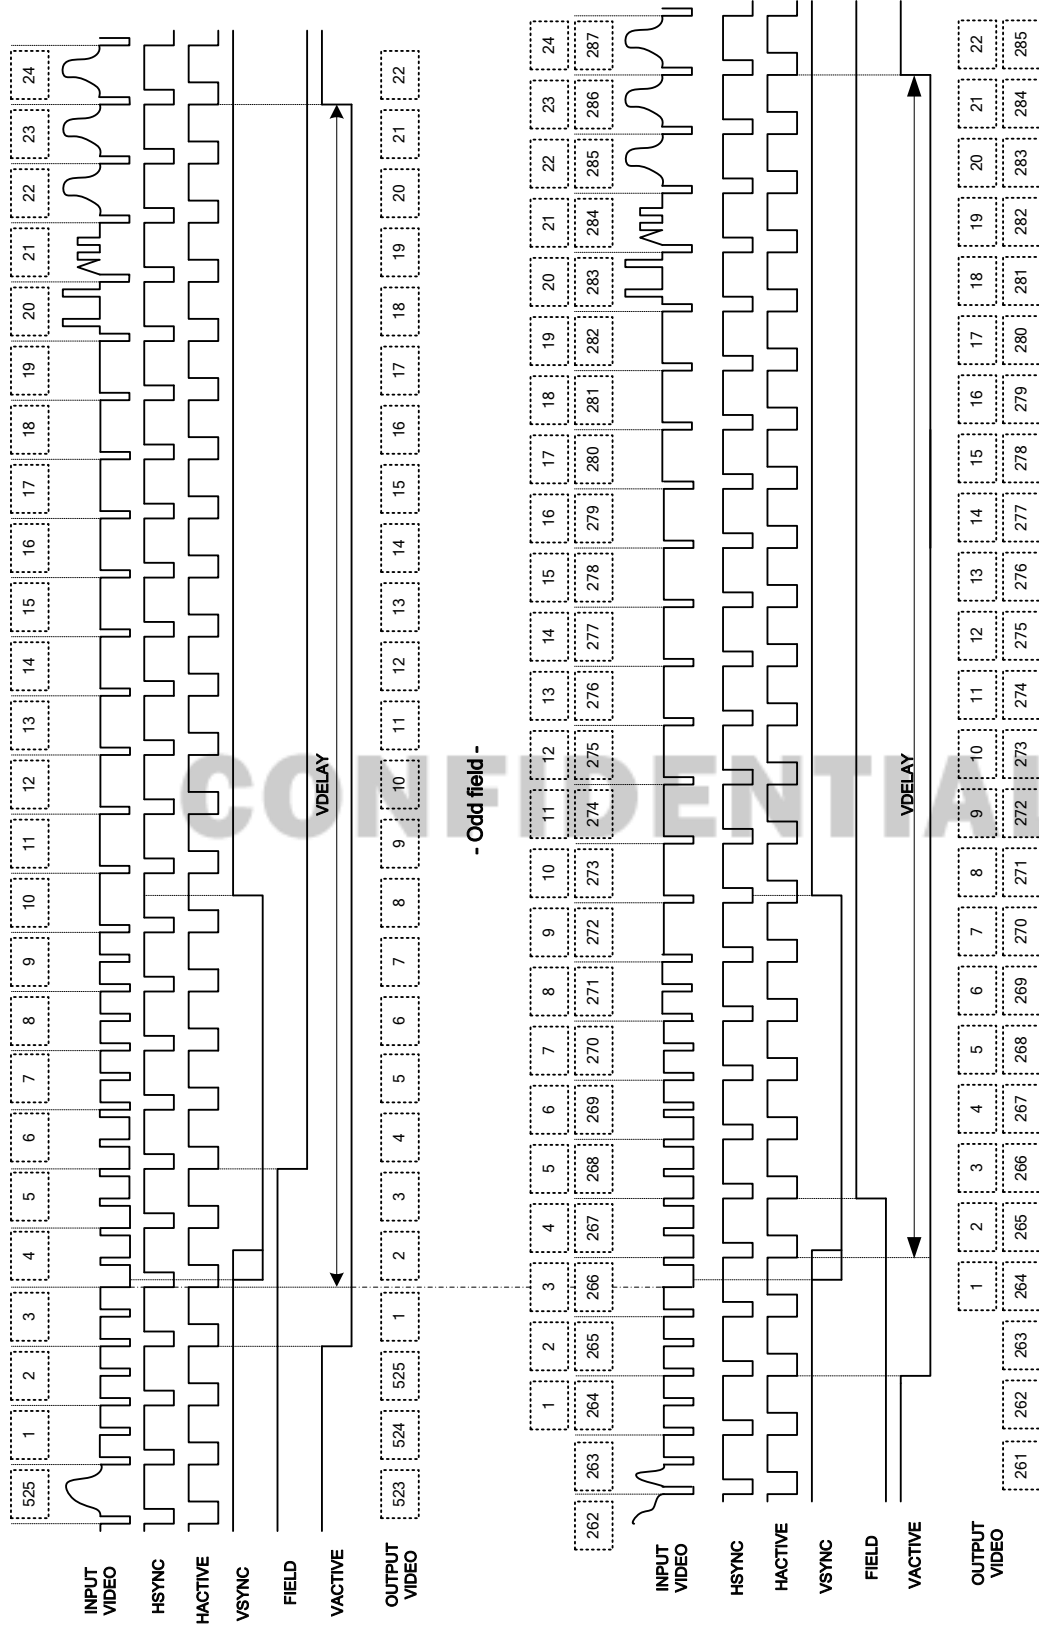 525 1 2 3 4 5 6 7 8 9 10 11 12 13 14 15 16 17 18 19 20 21 22 23 24
INPUT VIDEO
HSYNC
HACTIVE
VSYNC
FIELD
VACTIVE
VDELAY
OUTPUT VIDEO
523 524 525 1 2 3 4 5 6 7 8 9 10 11 12 13 14 15 16 17 18 19 20 21 22
- Odd field -
CONFIDENTIAL
1 2 3 4 5 6 7 8 9 10 11 12 13 14 15 16 17 18 19 20 21 22 23 24
262 263 264 265 266 267 268 269 270 271 272 273 274 275 276 277 278 279 280 281 282 283 284 285 286 287
INPUT VIDEO
HSYNC
HACTIVE
VSYNC
FIELD
VACTIVE
VDELAY
OUTPUT VIDEO
1 2 3 4 5 6 7 8 9 10 11 12 13 14 15 16 17 18 19 20 21 22
261 262 263 264 265 266 267 268 269 270 271 272 273 274 275 276 277 278 279 280 281 282 283 284 285